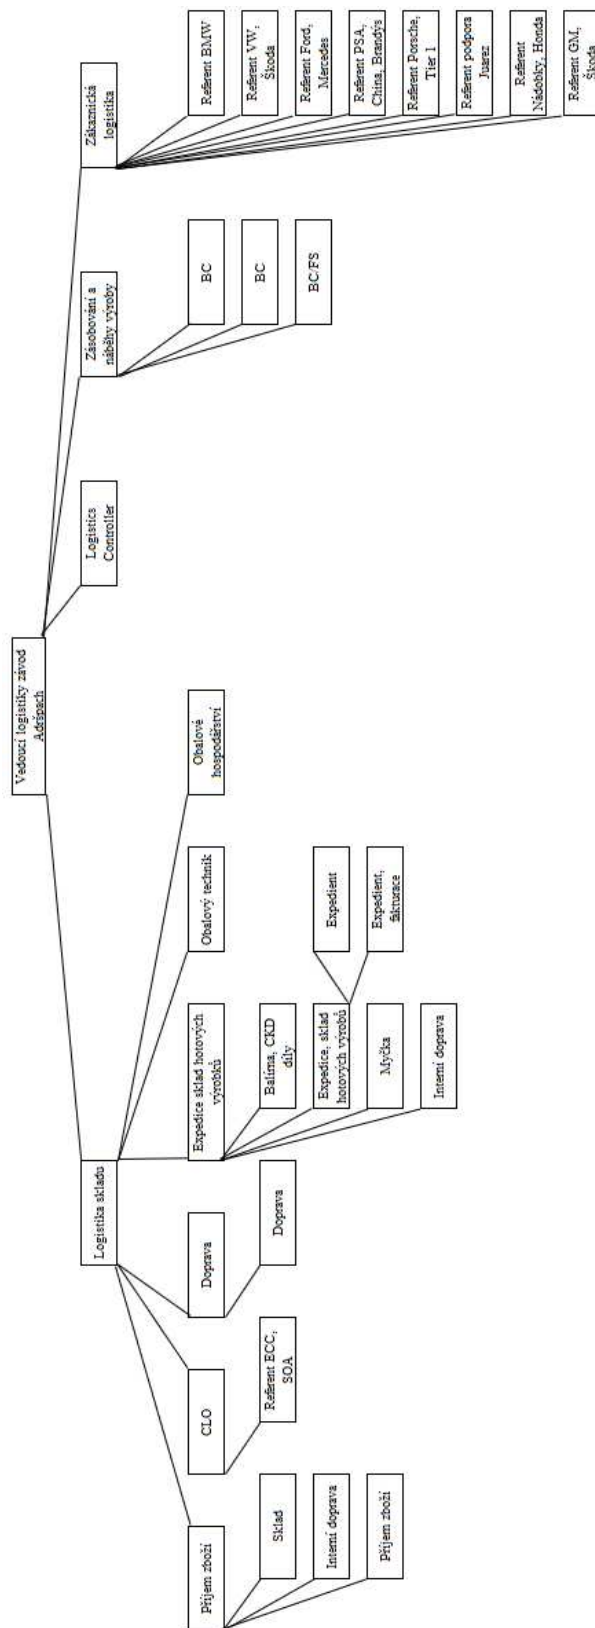 Vedoucí logistiky závod
Adršpach
Logistika skladu
Logistics
Controller
Zásobování a
náběhy výroby
Zákaznická
logistika
Příjem zboží
CLO
Doprava
Expedice sklad hotových
výrobků
Obalový technik
Obalové
hospodářství
BC
BC
BC/FS
Referent BMW
Referent VW,
Škoda
Referent Ford,
Mercedes
Referent PSA,
China, Brandýs
Referent Porsche,
Tier 1
Referent podpora
Juarez
Referent
Nádobky, Honda
Referent GM,
Škoda
Sklad
Interní doprava
Příjem zboží
Referent ECC,
SOA
Doprava
Balírna, CKD
díly
Expedice, sklad
hotových výrobů
Myčka
Interní doprava
Expedient
Expedient,
fakturace